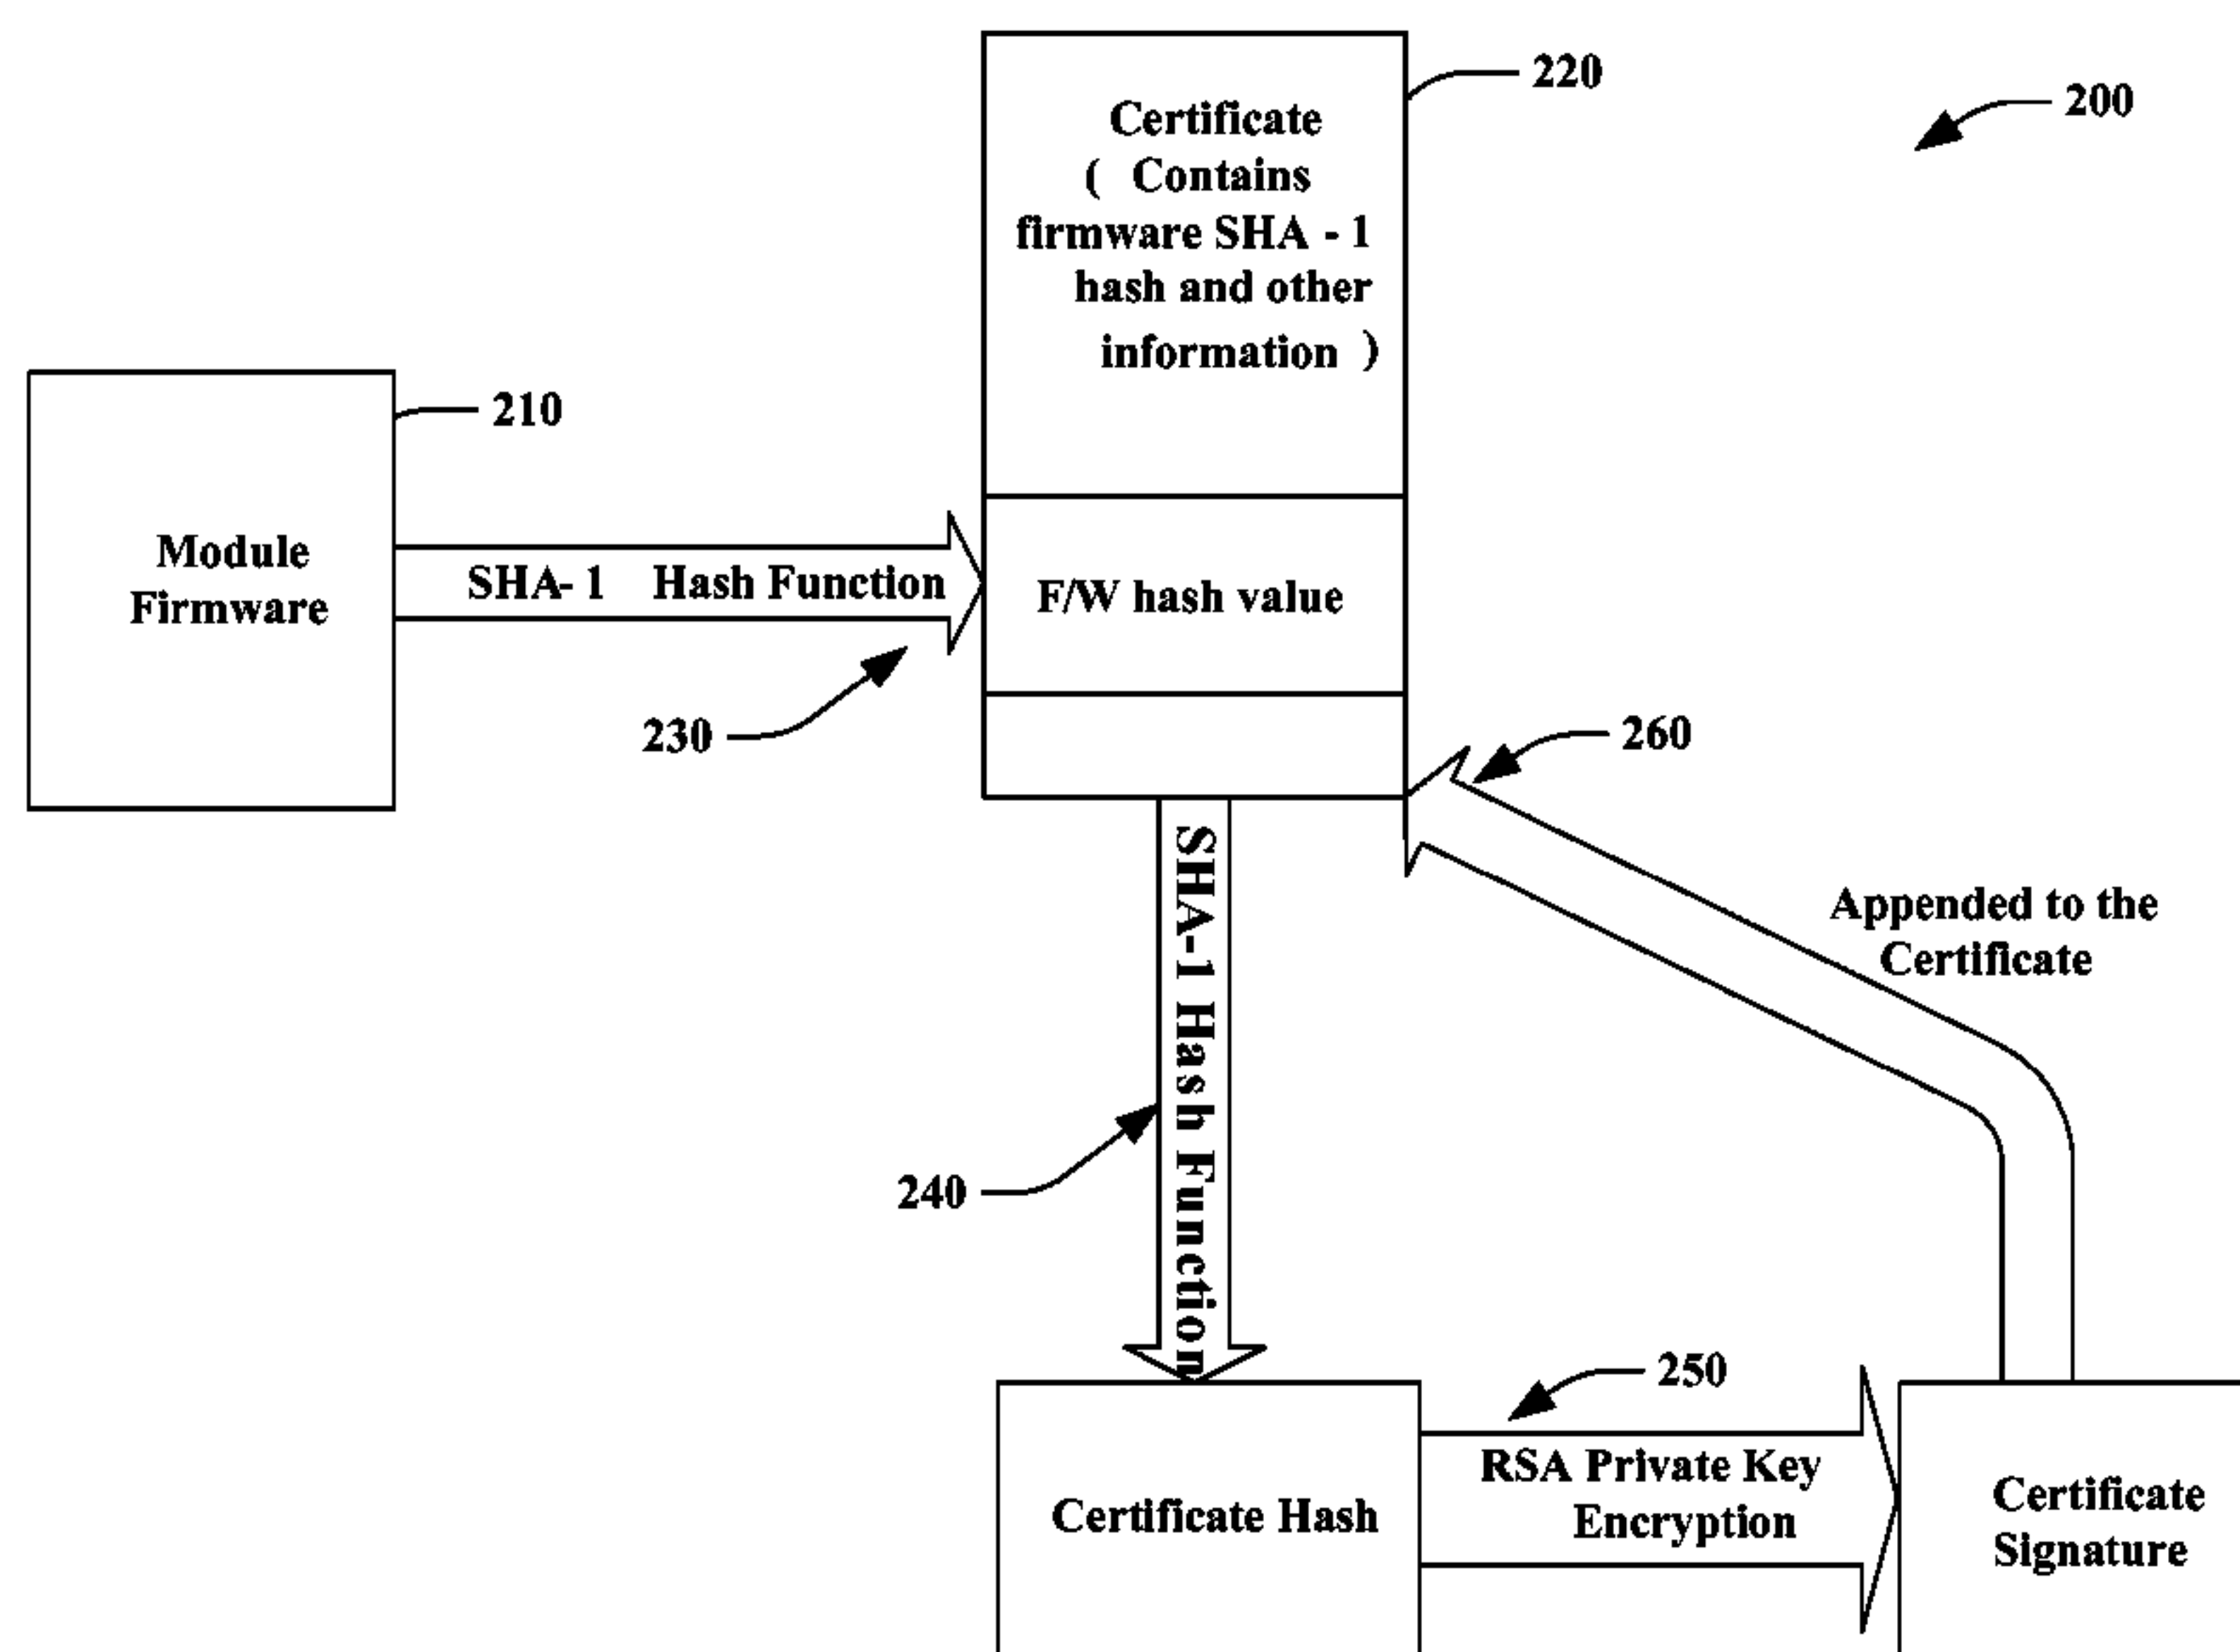 220
200
Certificate
( Contains
firmware SHA - 1
hash and other
information )
210
Module
Firmware
SHA- 1 Hash Function
F/W hash value
230
260
SHA-1 Hash Function
Appended to the
Certificate
240
250
RSA Private Key
Encryption
Certificate Hash
Certificate
Signature